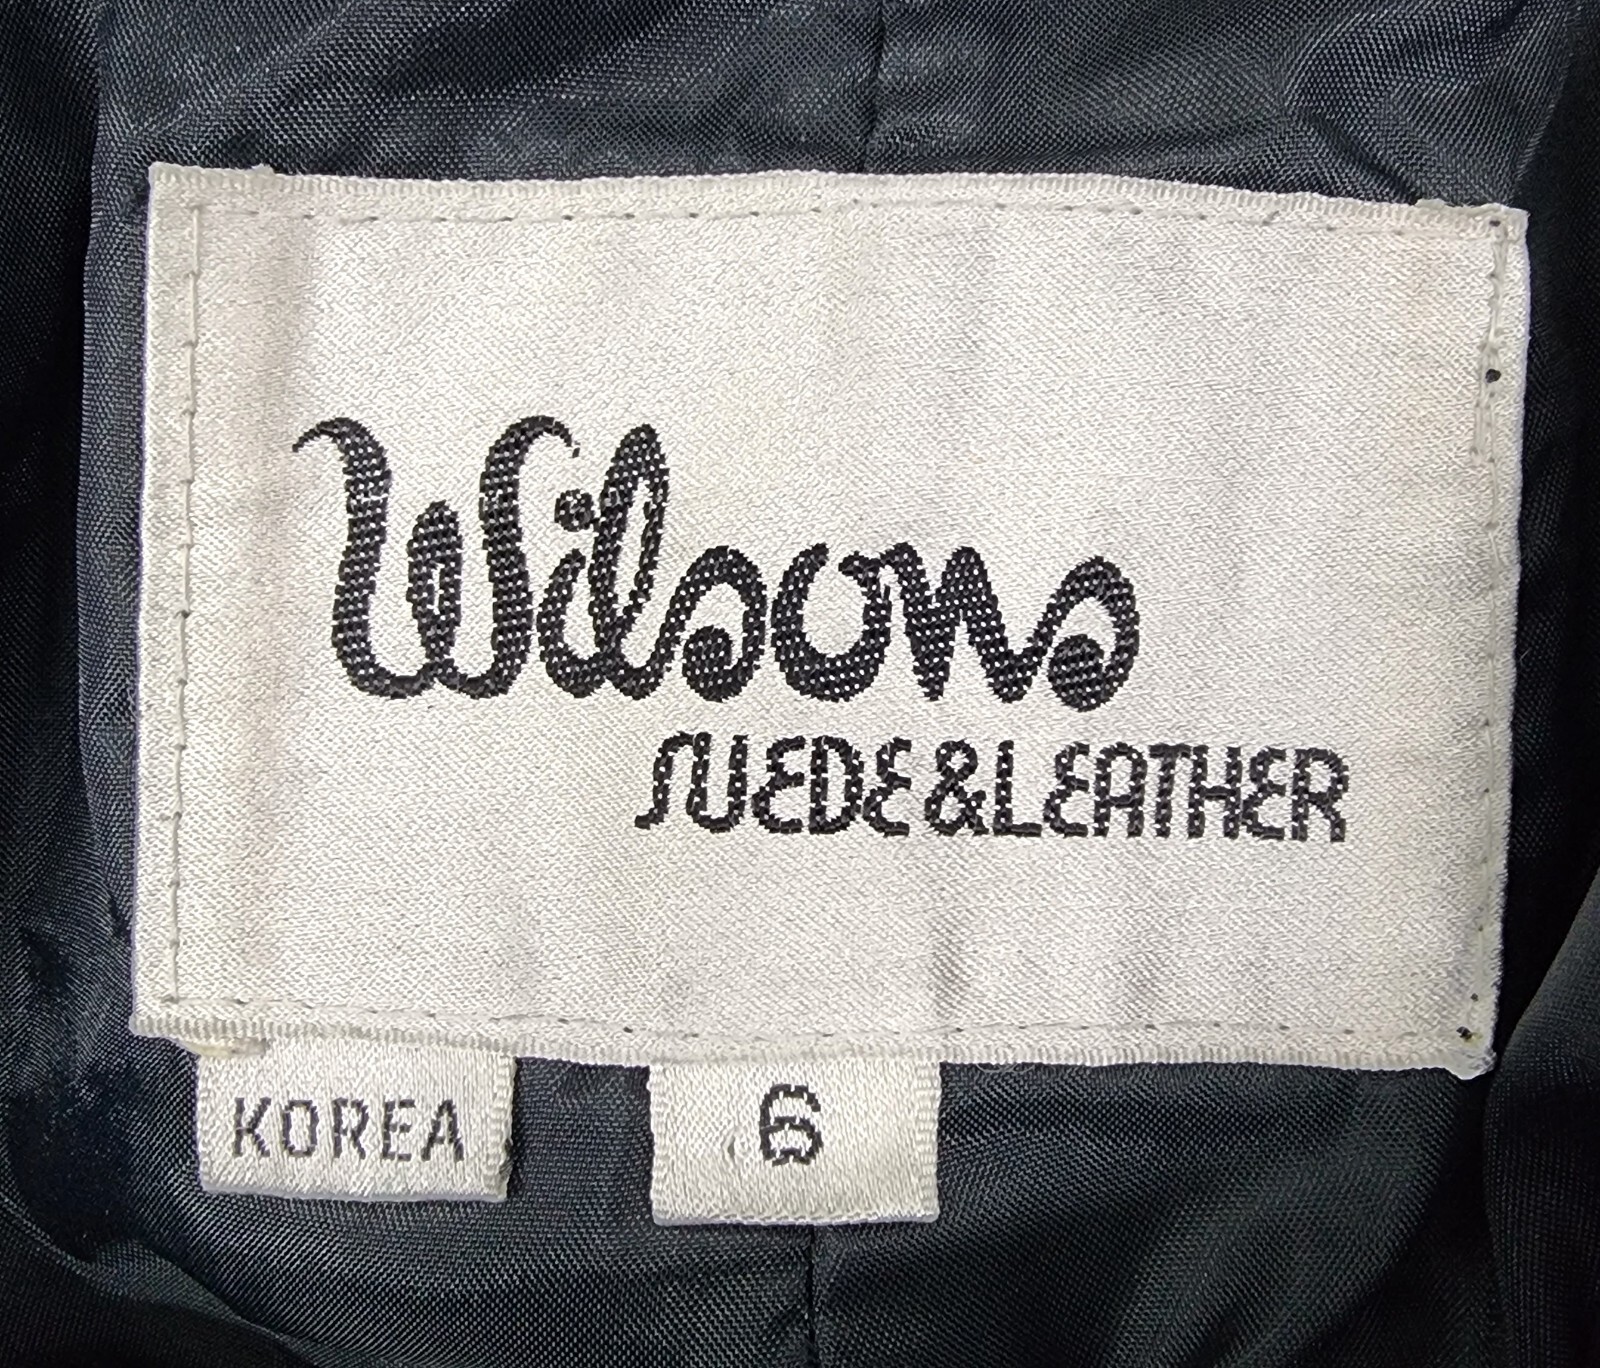 Wilsons
SUEDE & LEATHER
KOREA
6